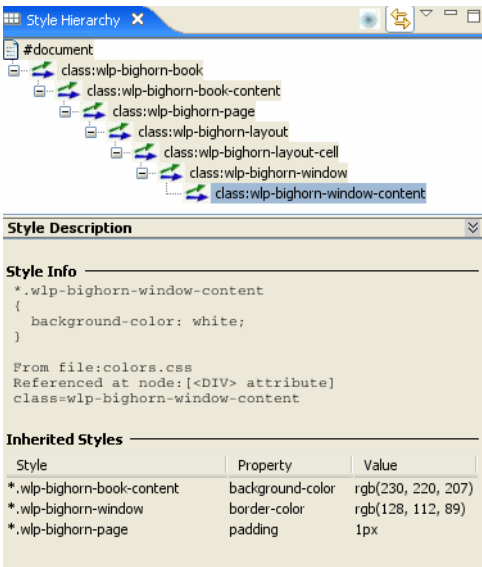 Style Hierarchy
#document
class:wlp-bighorn-book
class:wlp-bighorn-book-content
class:wlp-bighorn-page
class:wlp-bighorn-layout
class:wlp-bighorn-layout-cell
class:wlp-bighorn-window
class:wlp-bighorn-window-content
Style Description
Style Info
*.wlp-bighorn-window-content
{
background-color: white;
}
From file:colors.css
Referenced at node:[<DIV> attribute]
class=wlp-bighorn-window-content
Inherited Styles
Style Property Value
*.wlp-bighorn-book-content background-color rgb(230, 220, 207)
*.wlp-bighorn-window border-color rgb(128, 112, 89)
*.wlp-bighorn-page padding 1px